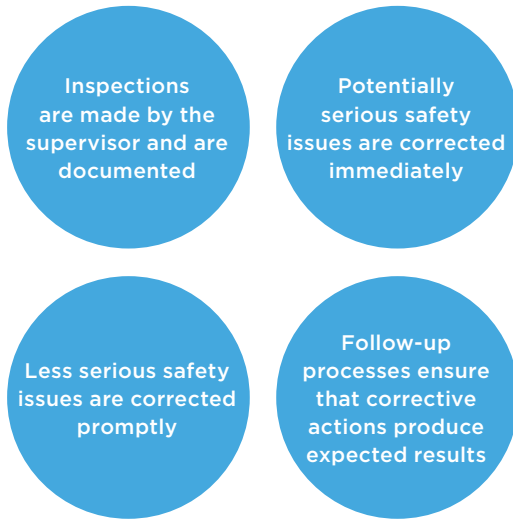 Inspections
are made by the
supervisor and are
documented
Potentially
serious safety
issues are corrected
immediately
Less serious safety
issues are corrected
promptly
Follow-up
processes ensure
that corrective
actions produce
expected results